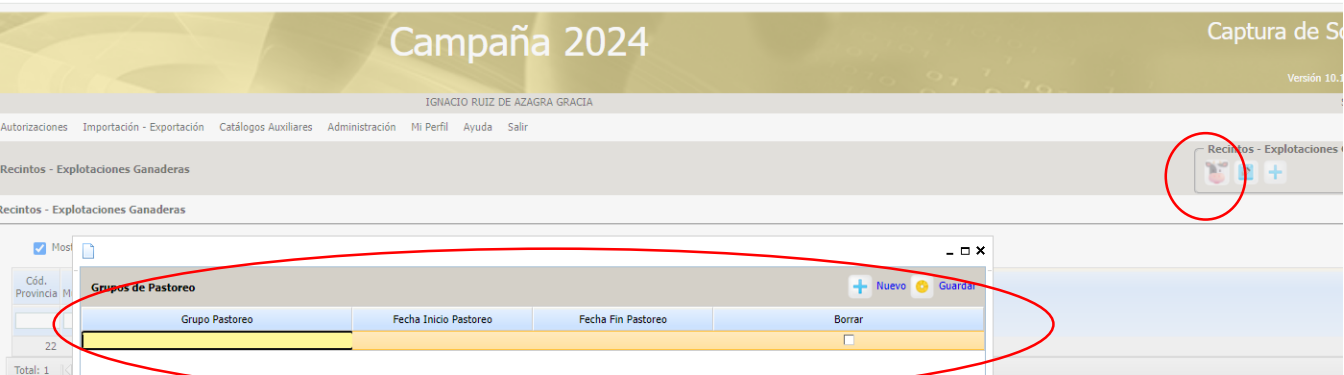 Campaña 2024
Captura de
Versión 10.1
IGNACIO RUIZ DE AZAGRA GRACIA
Autorizaciones Importación - Exportación Catálogos Auxiliares Administración Mi Perfil Ayuda Salir
Recintos - Explotaciones Ganaderas
Recintos - Explotaciones
Recintos - Explotaciones Ganaderas
Cód.
Provincia
22
Total: 1
Grupos de Pastoreo
Nuevo Guardar
Grupo Pastoreo Fecha Inicio Pastoreo Fecha Fin Pastoreo Borrar